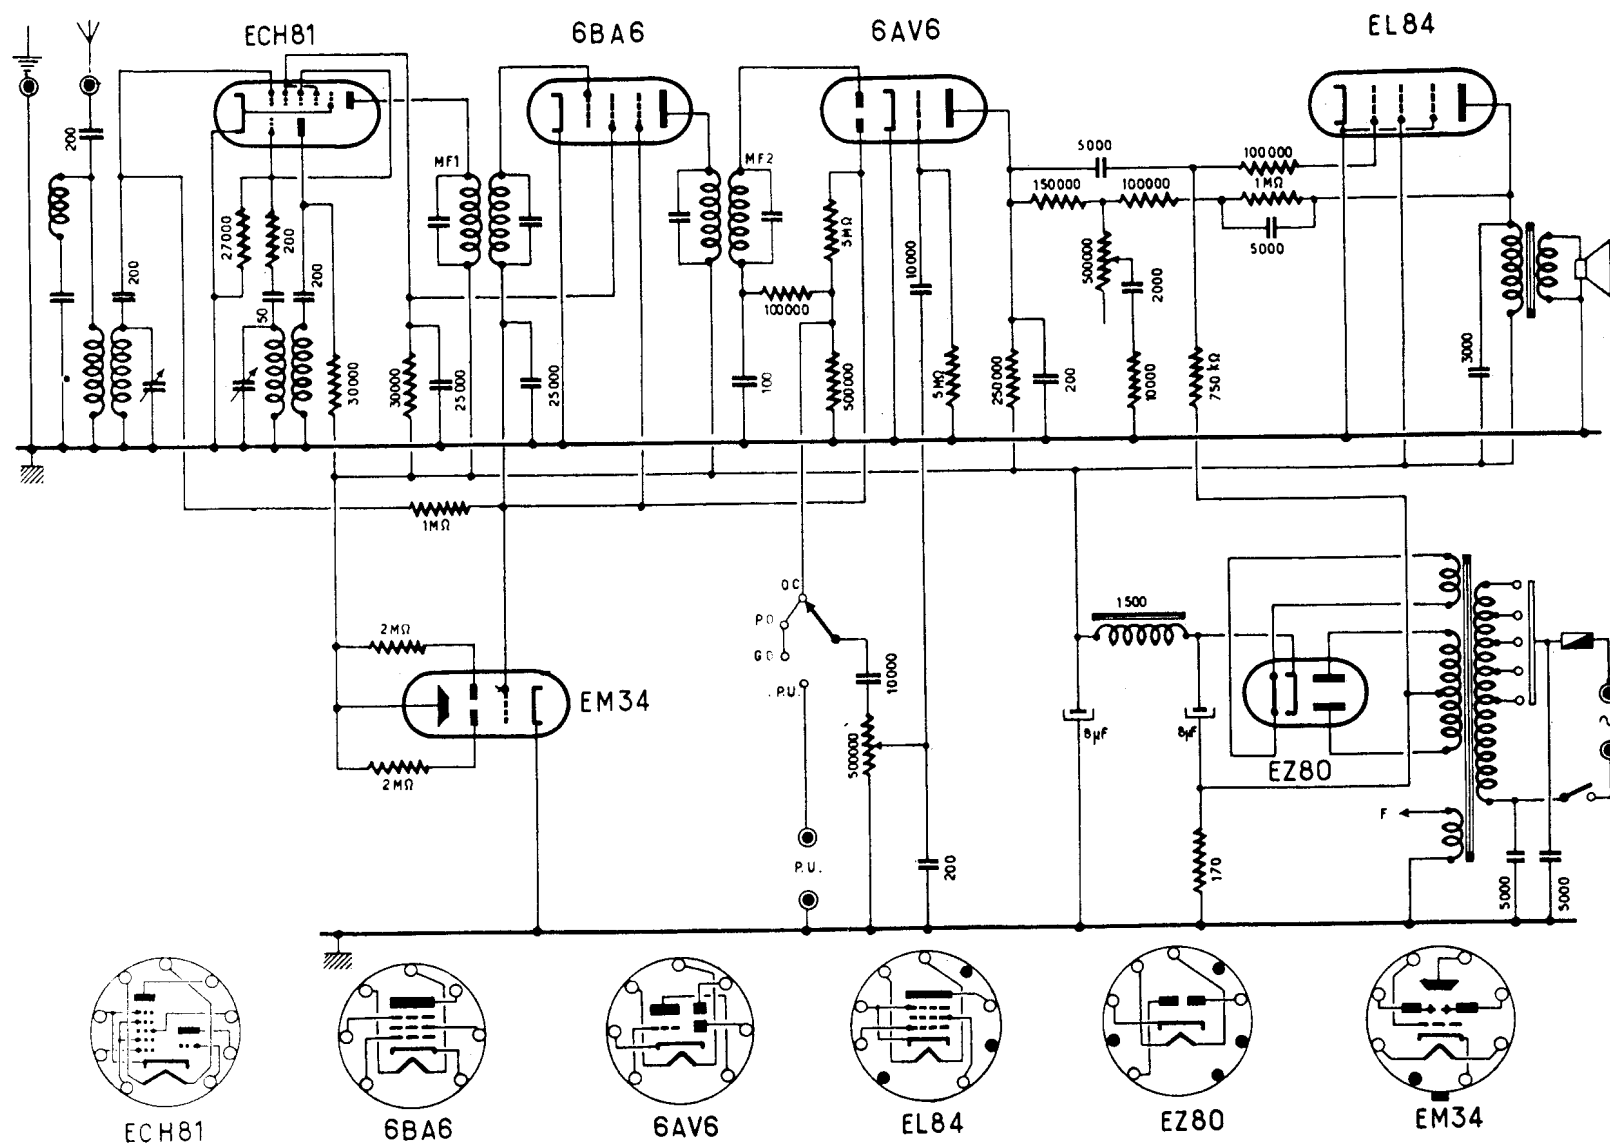 ECH81
6BA6
6AV6
EL84
200
MF1
MF2
5000
100000
150000
100000
1MΩ
5000
27000
200
200
200
50
5MΩ
10000
500000
2000
100000
30000
30000
25000
25000
100
500000
5MΩ
250000
200
10000
750 kΩ
3000
1MΩ
OC
PO
GO
P.U.
2MΩ
EM34
2MΩ
10000
500000
1500
8µF
8µF
EZ80
F
P.U.
200
170
5000
5000
ECH81
6BA6
6AV6
EL84
EZ80
EM34